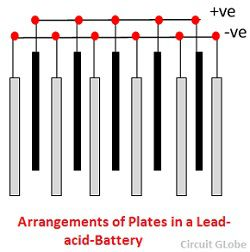 +ve
-ve
Arrangements of Plates in a Lead-
acid-Battery
Circuit GLobe